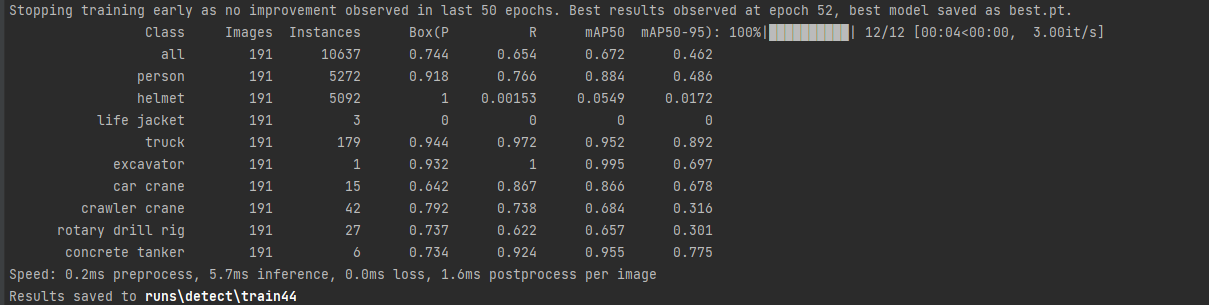 Stopping training early as no improvement observed in last 50 epochs. Best results observed at epoch 52, best model saved as best.pt.
Class Images Instances Box(P R mAP50 mAP50-95): 100%|██████████| 12/12 [00:04<00:00, 3.00it/s]
all 191 10637 0.744 0.654 0.672 0.462
person 191 5272 0.918 0.766 0.884 0.486
helmet 191 5092 1 0.00153 0.0549 0.0172
life jacket 191 3 0 0 0 0
truck 191 179 0.944 0.972 0.952 0.892
excavator 191 1 0.932 1 0.995 0.697
car crane 191 15 0.642 0.867 0.866 0.678
crawler crane 191 42 0.792 0.738 0.684 0.316
rotary drill rig 191 27 0.737 0.622 0.657 0.301
concrete tanker 191 6 0.734 0.924 0.955 0.775
Speed: 0.2ms preprocess, 5.7ms inference, 0.0ms loss, 1.6ms postprocess per image
Results saved to runs\detect\train44